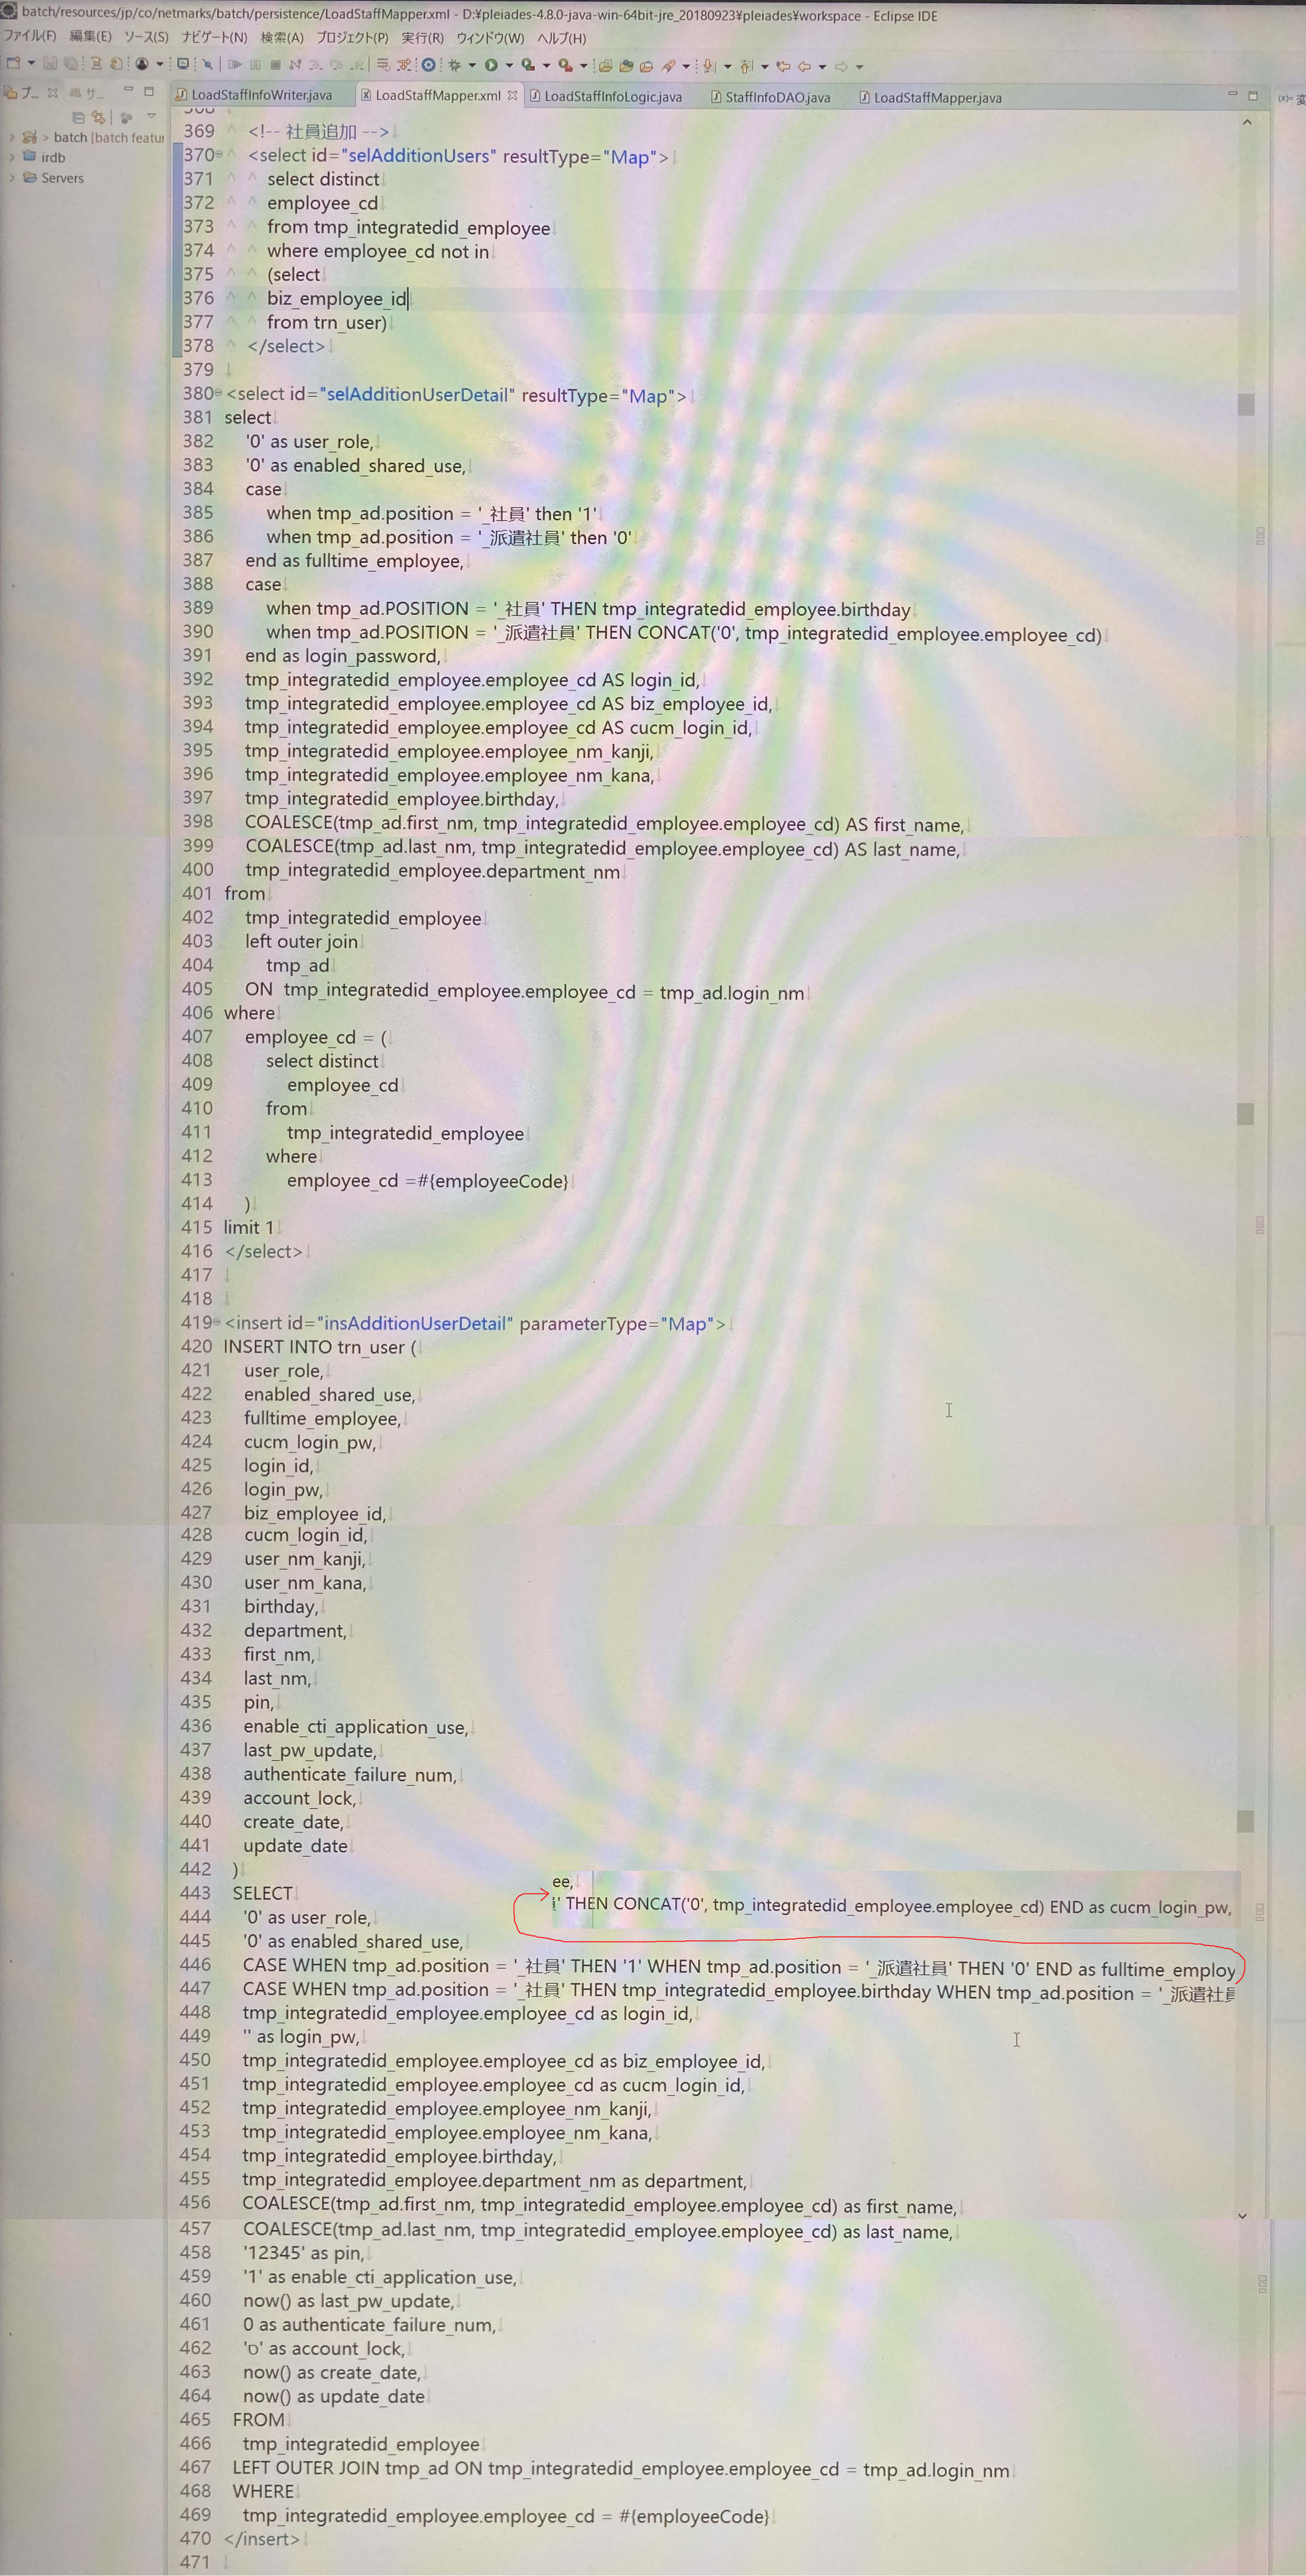 batch/resources/jp/co/netmarks/batch/persistence/LoadStaffMapper.xml - D:¥pleiades-4.8.0-java-win-64bit-jre_20180923¥pleiades¥workspace - Eclipse IDE
ファイル(F) 編集(E) ソース(S) ナビゲート(N) 検索(A) プロジェクト(P) 実行(R) ウィンドウ(W) ヘルプ(H)
プ... サ...
LoadStaffInfoWriter.java LoadStaffMapper.xml LoadStaffInfoLogic.java StaffInfoDAO.java LoadStaffMapper.java
> batch [batch featur
irdb
Servers
368
369 <!-- 社員追加 -->
370 <select id="selAdditionUsers" resultType="Map">
371 select distinct
372 employee_cd
373 from tmp_integratedid_employee
374 where employee_cd not in
375 (select
376 biz_employee_id
377 from trn_user)
378 </select>
379
380 <select id="selAdditionUserDetail" resultType="Map">
381 select
382 '0' as user_role,
383 '0' as enabled_shared_use,
384 case
385 when tmp_ad.position = '_社員' then '1'
386 when tmp_ad.position = '_派遣社員' then '0'
387 end as fulltime_employee,
388 case
389 when tmp_ad.POSITION = '_社員' THEN tmp_integratedid_employee.birthday
390 when tmp_ad.POSITION = '_派遣社員' THEN CONCAT('0', tmp_integratedid_employee.employee_cd)
391 end as login_password,
392 tmp_integratedid_employee.employee_cd AS login_id,
393 tmp_integratedid_employee.employee_cd AS biz_employee_id,
394 tmp_integratedid_employee.employee_cd AS cucm_login_id,
395 tmp_integratedid_employee.employee_nm_kanji,
396 tmp_integratedid_employee.employee_nm_kana,
397 tmp_integratedid_employee.birthday,
398 COALESCE(tmp_ad.first_nm, tmp_integratedid_employee.employee_cd) AS first_name,
399 COALESCE(tmp_ad.last_nm, tmp_integratedid_employee.employee_cd) AS last_name,
400 tmp_integratedid_employee.department_nm
401 from
402 tmp_integratedid_employee
403 left outer join
404 tmp_ad
405 ON tmp_integratedid_employee.employee_cd = tmp_ad.login_nm
406 where
407 employee_cd = (
408 select distinct
409 employee_cd
410 from
411 tmp_integratedid_employee
412 where
413 employee_cd =#{employeeCode}
414 )
415 limit 1
416 </select>
417
418
419 <insert id="insAdditionUserDetail" parameterType="Map">
420 INSERT INTO trn_user (
421 user_role,
422 enabled_shared_use,
423 fulltime_employee,
424 cucm_login_pw,
425 login_id,
426 login_pw,
427 biz_employee_id,
428 cucm_login_id,
429 user_nm_kanji,
430 user_nm_kana,
431 birthday,
432 department,
433 first_nm,
434 last_nm,
435 pin,
436 enable_cti_application_use,
437 last_pw_update,
438 authenticate_failure_num,
439 account_lock,
440 create_date,
441 update_date
442 )
ee,
443 SELECT
' THEN CONCAT('0', tmp_integratedid_employee.employee_cd) END as cucm_login_pw,
444 '0' as user_role,
445 '0' as enabled_shared_use,
446 CASE WHEN tmp_ad.position = '_社員' THEN '1' WHEN tmp_ad.position = '_派遣社員' THEN '0' END as fulltime_employ
447 CASE WHEN tmp_ad.position = '_社員' THEN tmp_integratedid_employee.birthday WHEN tmp_ad.position = '_派遣社員
448 tmp_integratedid_employee.employee_cd as login_id,
449 '' as login_pw,
450 tmp_integratedid_employee.employee_cd as biz_employee_id,
451 tmp_integratedid_employee.employee_cd as cucm_login_id,
452 tmp_integratedid_employee.employee_nm_kanji,
453 tmp_integratedid_employee.employee_nm_kana,
454 tmp_integratedid_employee.birthday,
455 tmp_integratedid_employee.department_nm as department,
456 COALESCE(tmp_ad.first_nm, tmp_integratedid_employee.employee_cd) as first_name,
457 COALESCE(tmp_ad.last_nm, tmp_integratedid_employee.employee_cd) as last_name,
458 '12345' as pin,
459 '1' as enable_cti_application_use,
460 now() as last_pw_update,
461 0 as authenticate_failure_num,
462 '0' as account_lock,
463 now() as create_date,
464 now() as update_date
465 FROM
466 tmp_integratedid_employee
467 LEFT OUTER JOIN tmp_ad ON tmp_integratedid_employee.employee_cd = tmp_ad.login_nm
468 WHERE
469 tmp_integratedid_employee.employee_cd = #{employeeCode}
470 </insert>
471